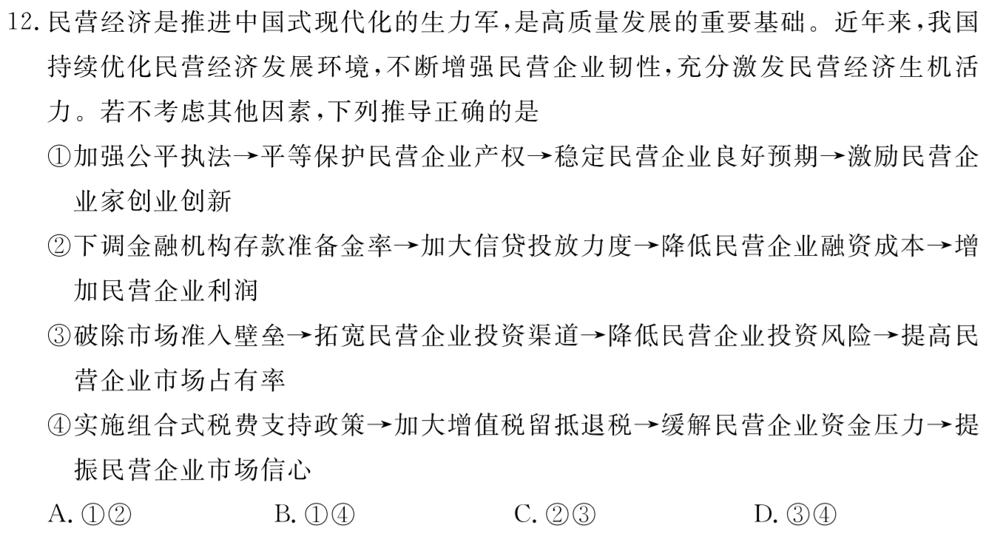 12. 民营经济是推进中国式现代化的生力军,是高质量发展的重要基础。近年来,我国
持续优化民营经济发展环境,不断增强民营企业韧性,充分激发民营经济生机活
力。若不考虑其他因素,下列推导正确的是
①加强公平执法→平等保护民营企业产权→稳定民营企业良好预期→激励民营企
业家创业创新
②下调金融机构存款准备金率→加大信贷投放力度→降低民营企业融资成本→增
加民营企业利润
③破除市场准入壁垒→拓宽民营企业投资渠道→降低民营企业投资风险→提高民
营企业市场占有率
④实施组合式税费支持政策→加大增值税留抵退税→缓解民营企业资金压力→提
振民营企业市场信心
A. ①② B. ①④ C. ②③ D. ③④